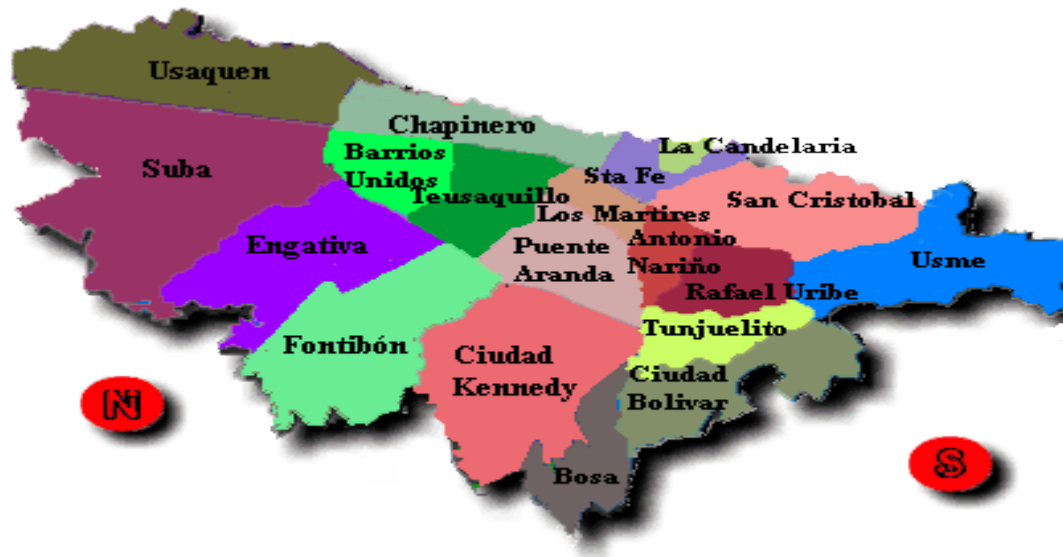 Usaquen
Chapinero
La Candelaria
Barrios
Unidos
Suba
Sta Fe
Teusaquillo
San Cristobal
Los Martires
Engativa
Puente
Aranda
Antonio
Nariño
Usme
Rafael Uribe
Tunjuelito
Fontibón
Ciudad
Kennedy
Ciudad
Bolivar
N
S
Bosa